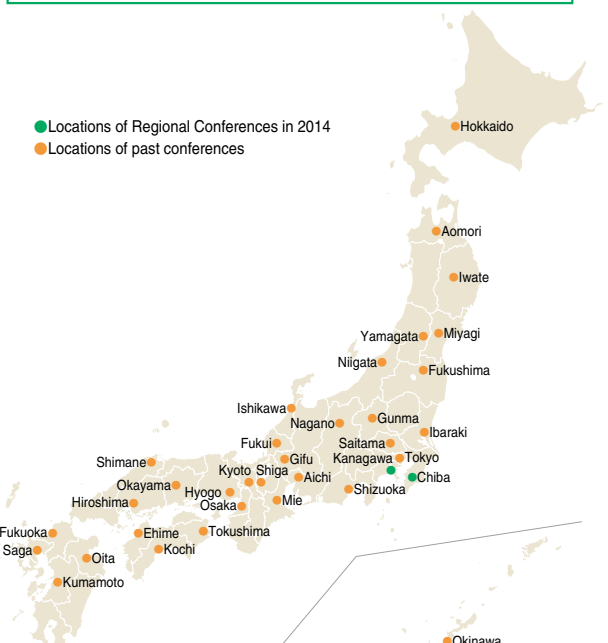 ●Locations of Regional Conferences in 2014
●Locations of past conferences
Hokkaido
Aomori
Iwate
Yamagata
Miyagi
Niigata
Fukushima
Ishikawa
Nagano
Gunma
Ibaraki
Fukui
Saitama
Gifu
Kanagawa
Tokyo
Shimane
Kyoto
Shiga
Aichi
Chiba
Okayama
Hyogo
Shizuoka
Hiroshima
Osaka
Mie
Fukuoka
Ehime
Tokushima
Saga
Kochi
Oita
Kumamoto
Okinawa